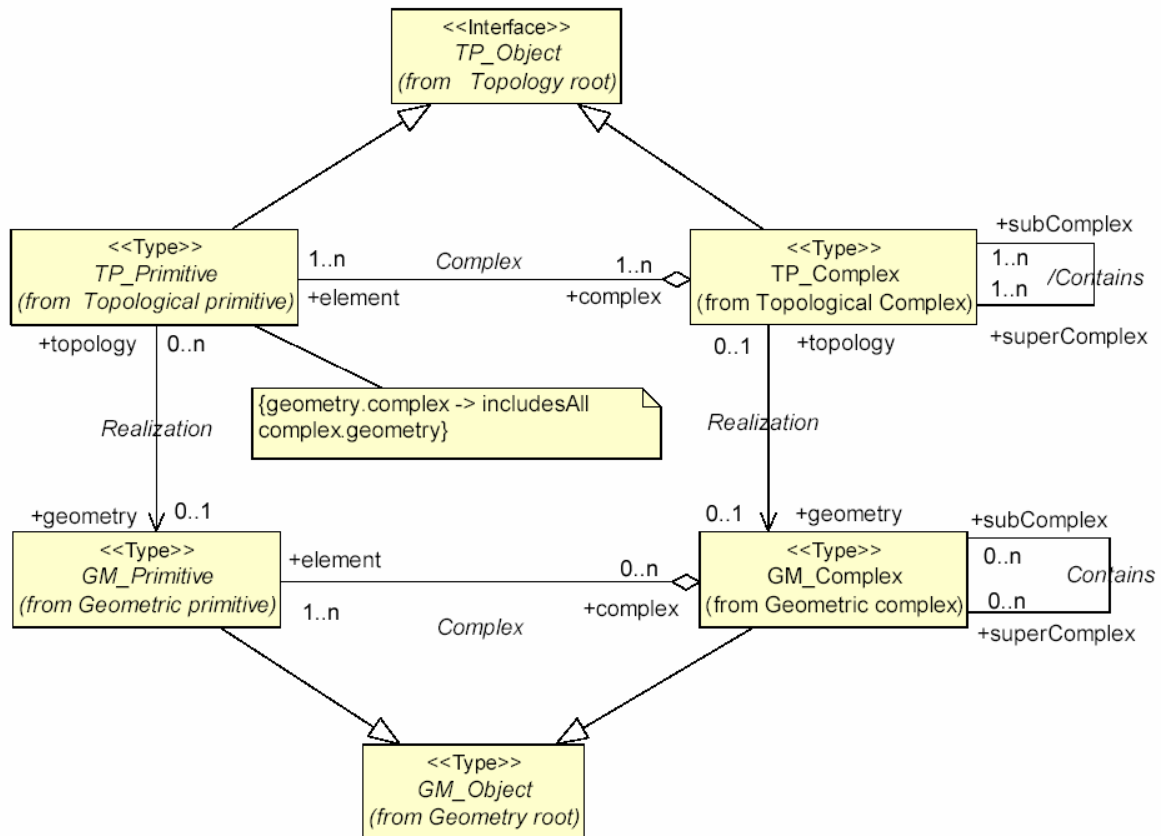 <<Interface>>
TP_Object
(from Topology root)
<<Type>>
TP_Primitive
(from Topological primitive)
1..n
+element
Complex
1..n
+complex
<<Type>>
TP_Complex
(from Topological Complex)
+subComplex
1..n
/Contains
1..n
+superComplex
+topology
0..n
0..1
+topology
{geometry.complex -> includesAll
complex.geometry}
Realization
Realization
+geometry
0..1
0..1
+geometry
<<Type>>
GM_Primitive
(from Geometric primitive)
+element
1..n
Complex
0..n
+complex
<<Type>>
GM_Complex
(from Geometric complex)
+subComplex
0..n
Contains
0..n
+superComplex
<<Type>>
GM_Object
(from Geometry root)